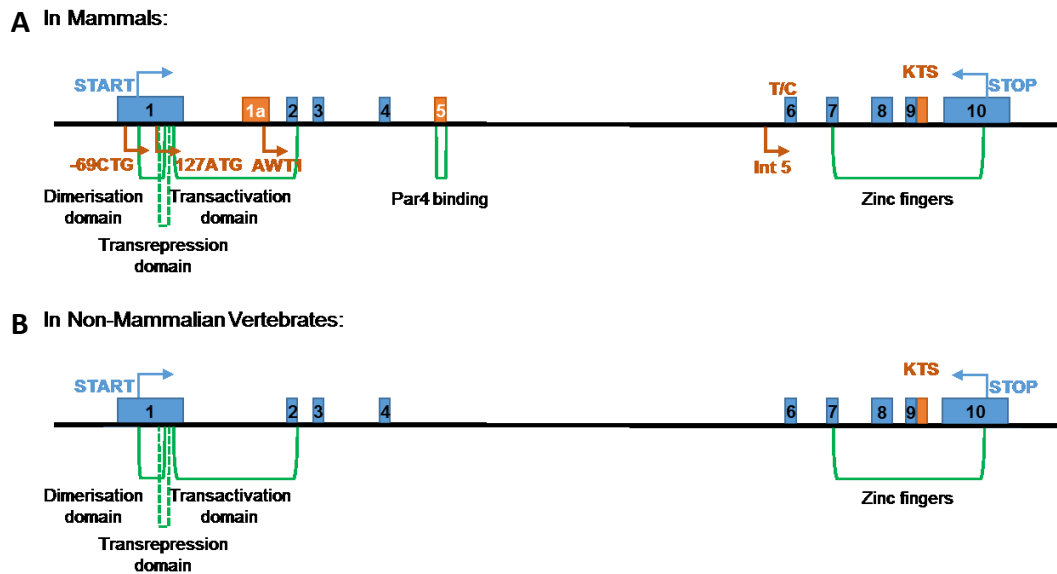 A In Mammals:
START
T/C
KTS
STOP
1
1a
2
3
4
5
6
7
8
9
10
-69CTG
127ATG
AWT1
Int 5
Dimerisation
domain
Transactivation
domain
Par4 binding
Zinc fingers
Transrepression
domain
B In Non-Mammalian Vertebrates:
START
KTS
STOP
1
2
3
4
6
7
8
9
10
Dimerisation
domain
Transactivation
domain
Zinc fingers
Transrepression
domain